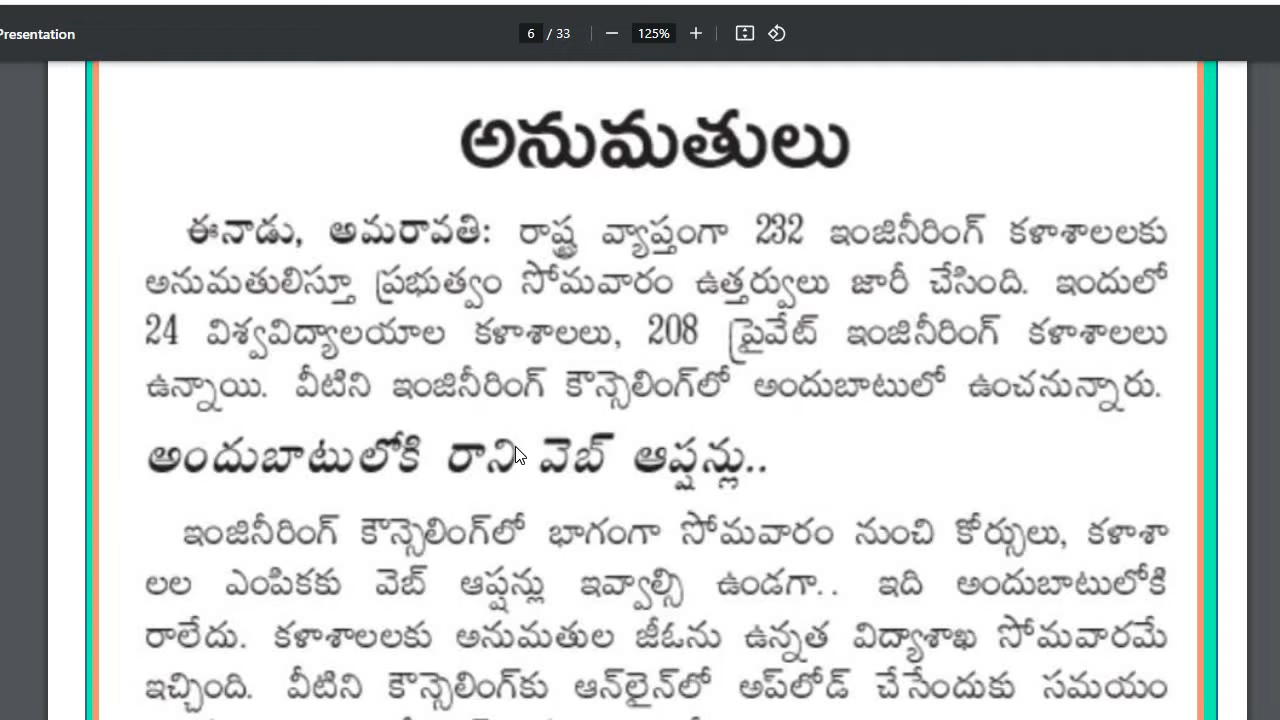 Presentation
6 / 33
125%
అనుమతులు
ఈనాడు, అమరావతి: రాష్ట్ర వ్యాప్తంగా 232 ఇంజినీరింగ్ కళాశాలలకు
అనుమతులిస్తూ ప్రభుత్వం సోమవారం ఉత్తర్వులు జారీ చేసింది. ఇందులో
24 విశ్వవిద్యాలయాల కళాశాలలు, 208 ప్రైవేట్ ఇంజినీరింగ్ కళాశాలలు
ఉన్నాయి. వీటిని ఇంజినీరింగ్ కౌన్సెలింగ్‌లో అందుబాటులో ఉంచనున్నారు.
అందుబాటులోకి రాని వెబ్ ఆప్షన్లు..
ఇంజినీరింగ్ కౌన్సెలింగ్‌లో భాగంగా సోమవారం నుంచి కోర్సులు, కళాశా
లల ఎంపికకు వెబ్ ఆప్షన్లు ఇవ్వాల్సి ఉండగా.. ఇది అందుబాటులోకి
రాలేదు. కళాశాలలకు అనుమతుల జీఓను ఉన్నత విద్యాశాఖ సోమవారమే
ఇచ్చింది. వీటిని కౌన్సెలింగ్‌కు ఆన్‌లైన్‌లో అప్‌లోడ్ చేసేందుకు సమయం